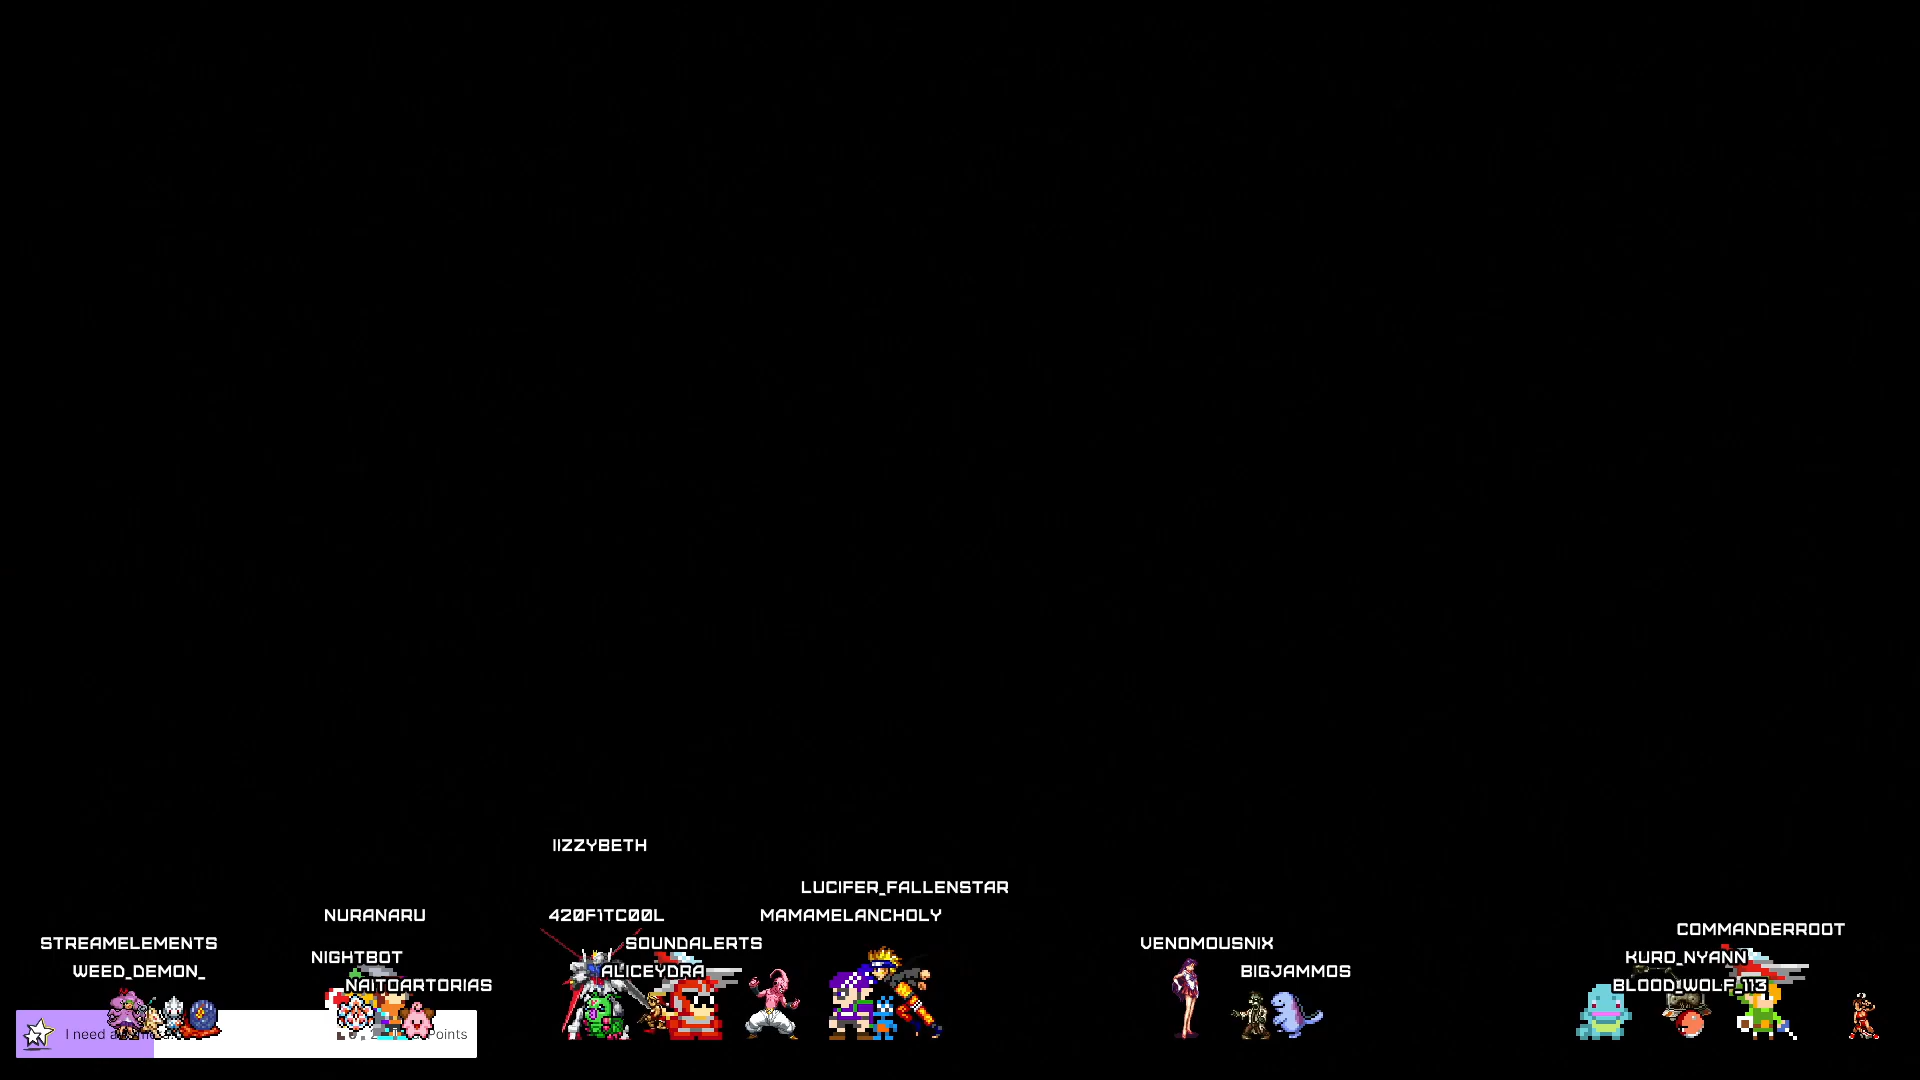 IIZZYBETH
LUCIFER_FALLENSTAR
NURANARU
420F1TC00L
MAMAMELANCHOLY
COMMANDERROOT
STREAMELEMENTS
SOUNDALERTS
VENOMOUSNIX
NIGHTBOT
KURO_NYANN
WEED_DEMON_
ALICEYDRA
BIGJAMMOS
NAITOARTORIAS
BLOOD_WOLF_113
I need a
Points